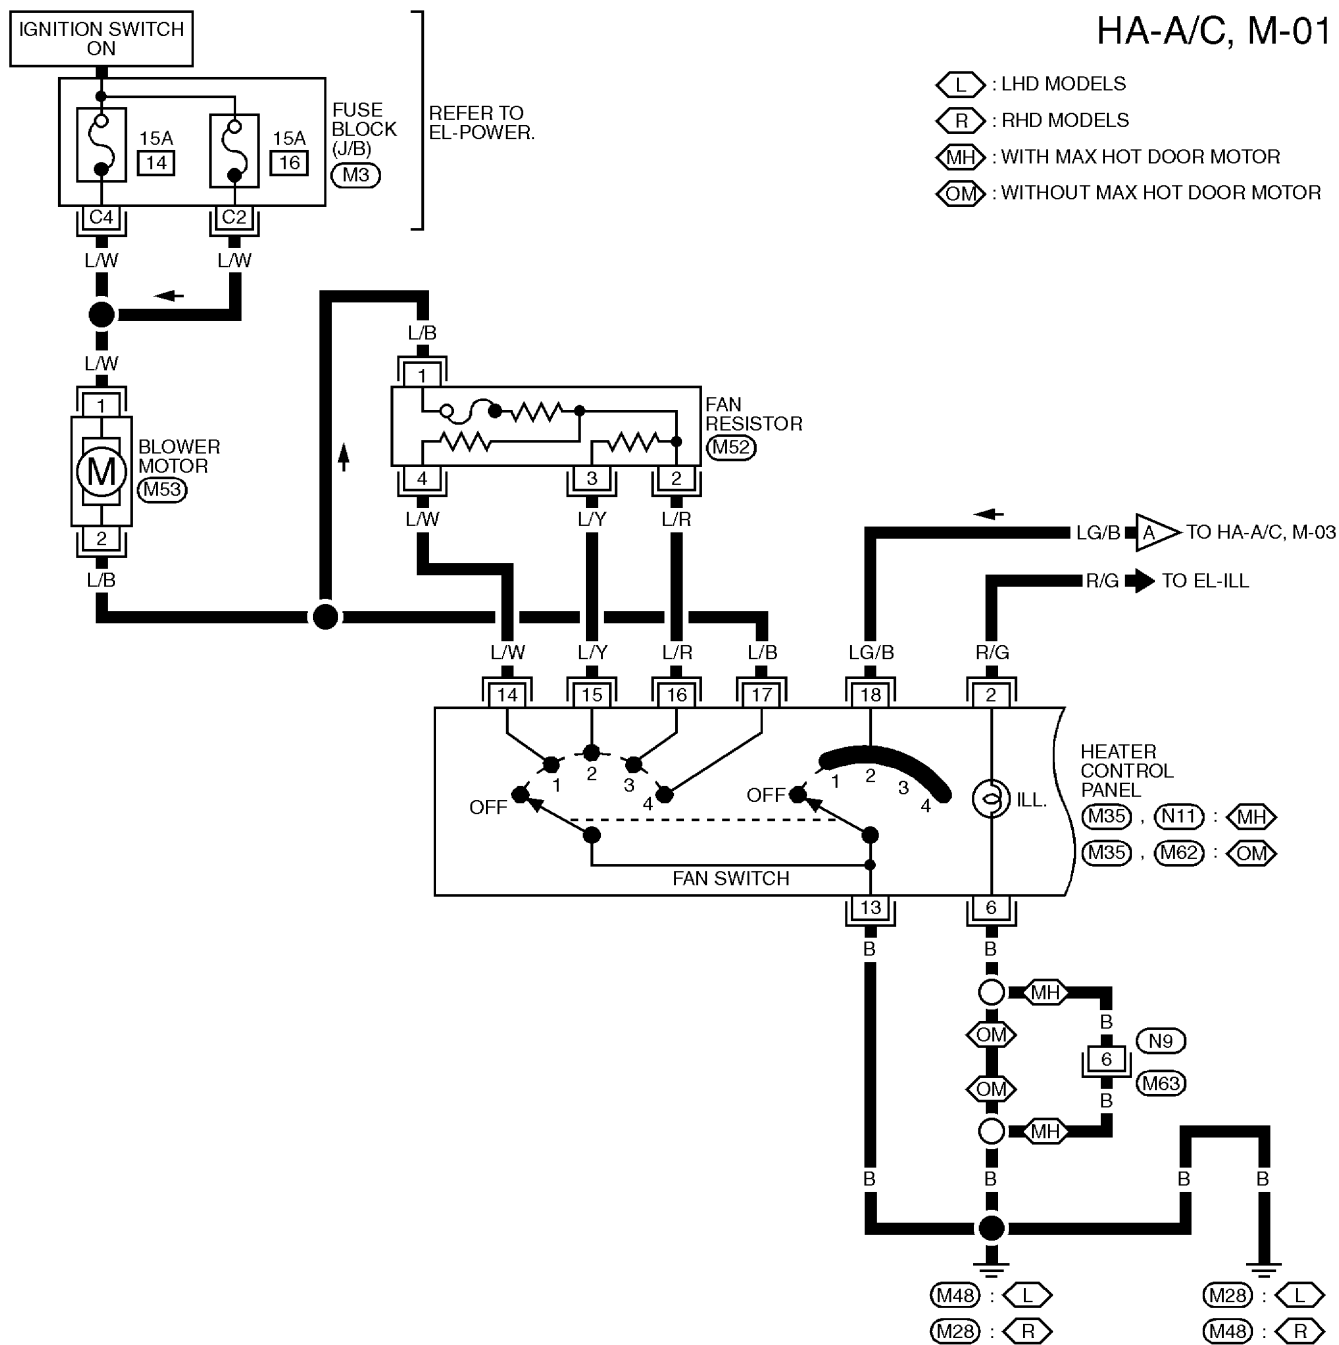 HA-A/C, M-01
IGNITION SWITCH
ON
L : LHD MODELS
R : RHD MODELS
MH : WITH MAX HOT DOOR MOTOR
OM : WITHOUT MAX HOT DOOR MOTOR
15A
14
15A
16
FUSE
BLOCK
(J/B)
M3
REFER TO
EL-POWER.
C4
C2
L/W
L/W
L/W
1
BLOWER
MOTOR
M53
M
2
L/B
L/B
1
FAN
RESISTOR
M52
4
3
2
L/W
L/Y
L/R
LG/B
A
TO HA-A/C, M-03
R/G
TO EL-ILL
L/W
L/Y
L/R
L/B
LG/B
R/G
14
15
16
17
18
2
OFF
1
2
3
4
OFF
1
2
3
4
ILL.
FAN SWITCH
HEATER
CONTROL
PANEL
M35 , N11 : MH
M35 , M62 : OM
13
6
B
B
MH
B
OM
6
N9
M63
OM
B
MH
B
B
B
B
M48 : L
M28 : R
M28 : L
M48 : R